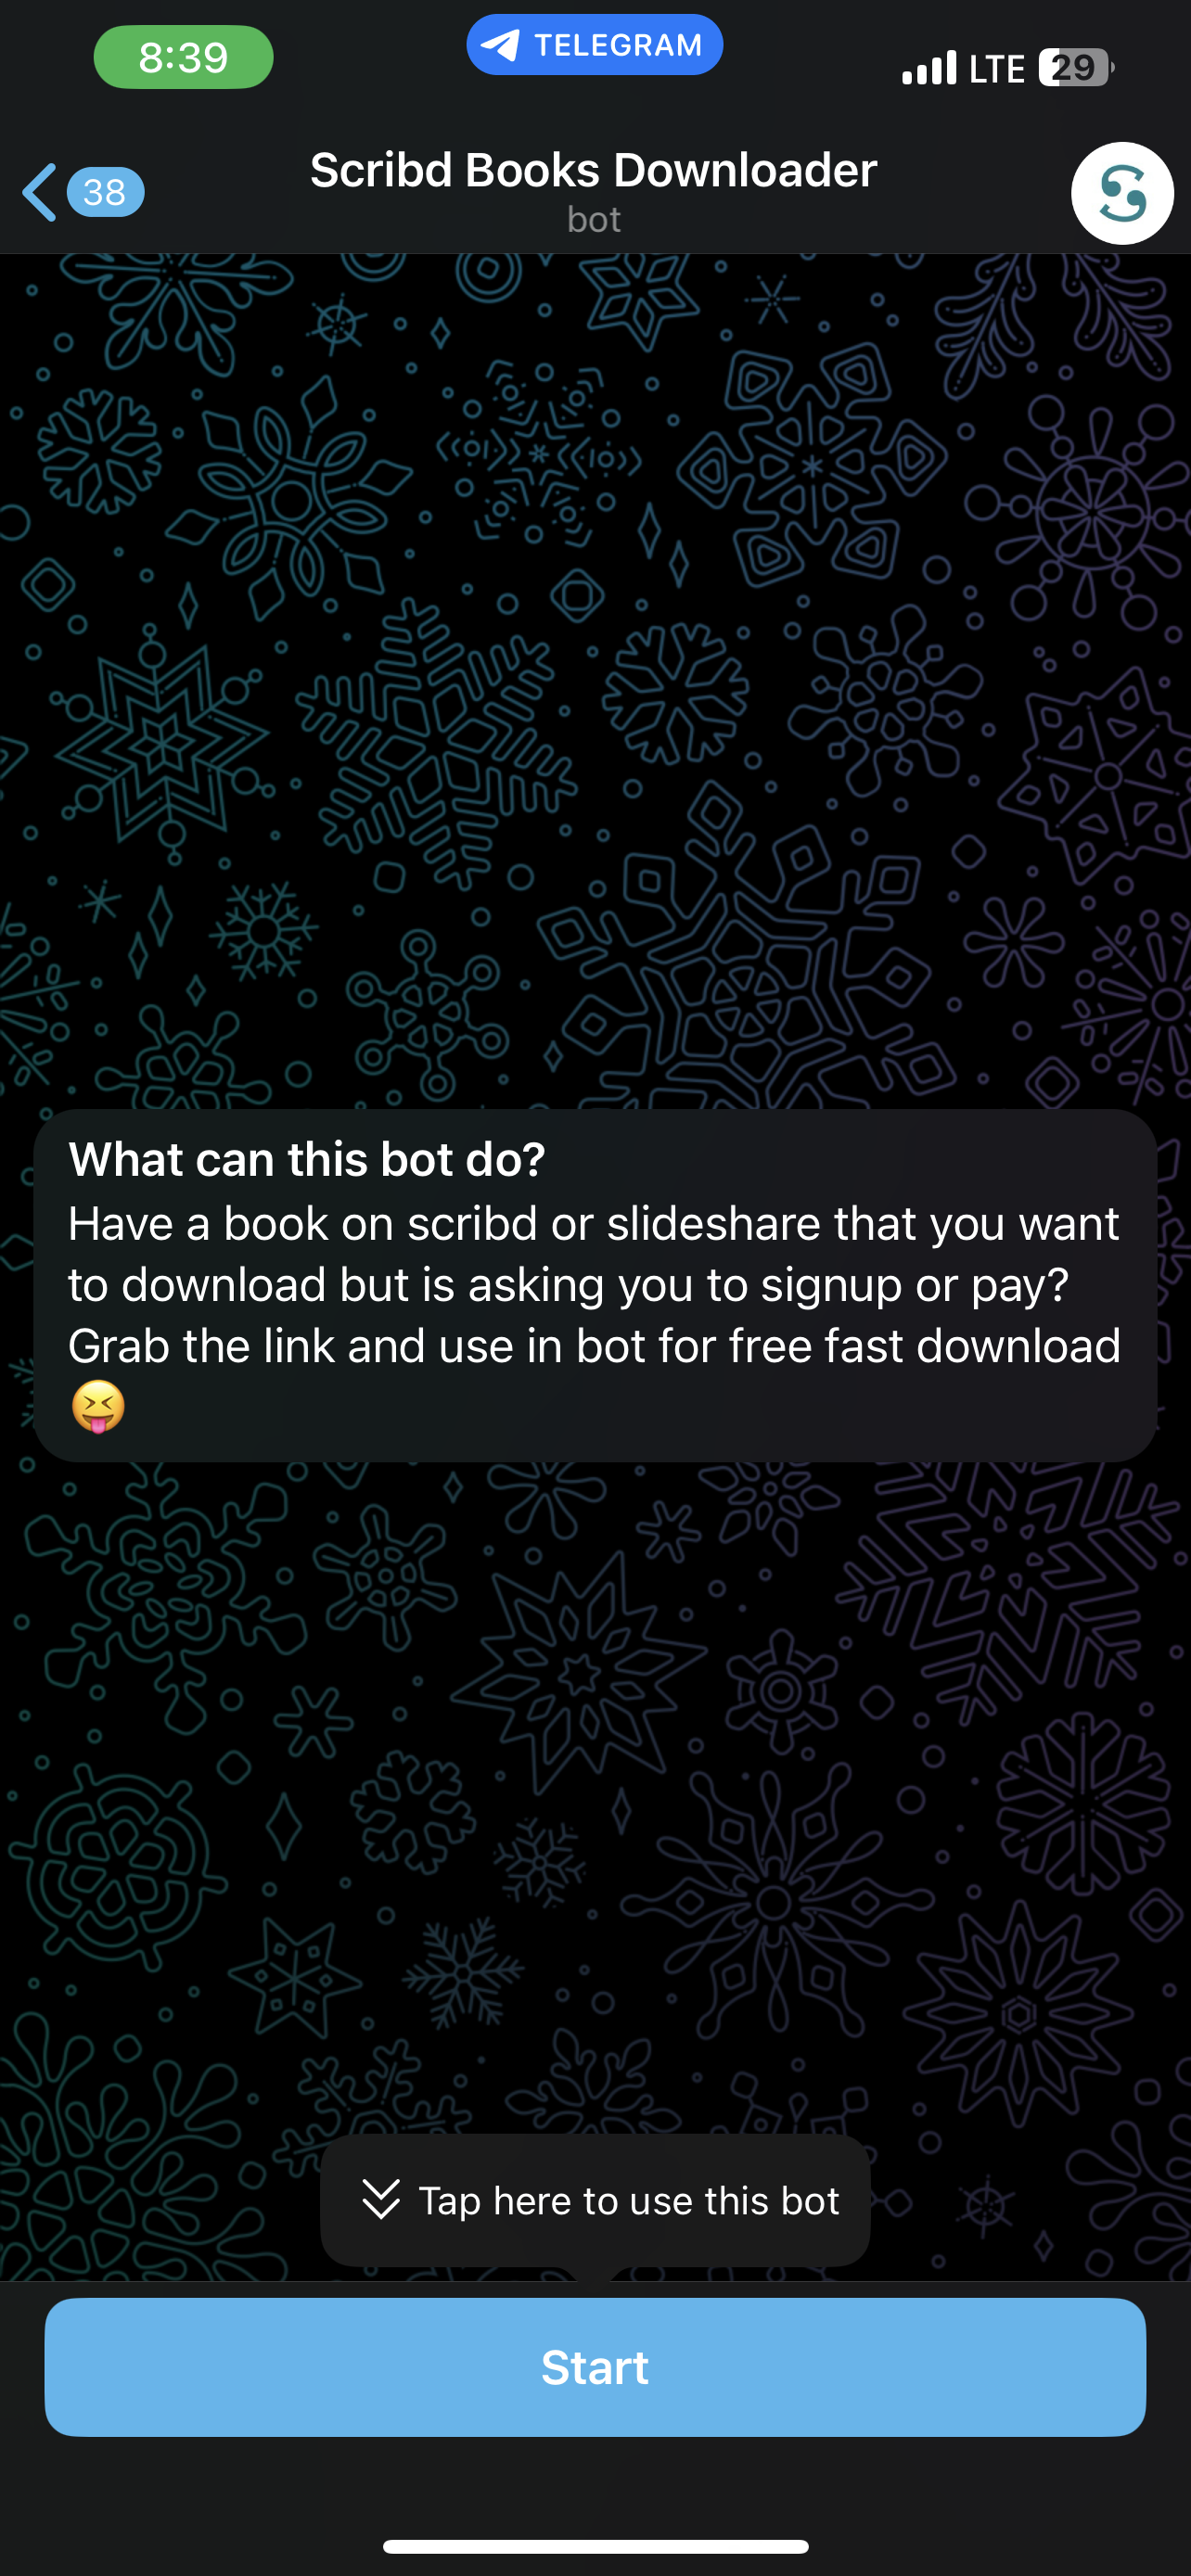 8:39
TELEGRAM
LTE 29
38
Scribd Books Downloader
bot
What can this bot do?
Have a book on scribd or slideshare that you want
to download but is asking you to signup or pay?
Grab the link and use in bot for free fast download
😝
Tap here to use this bot
Start